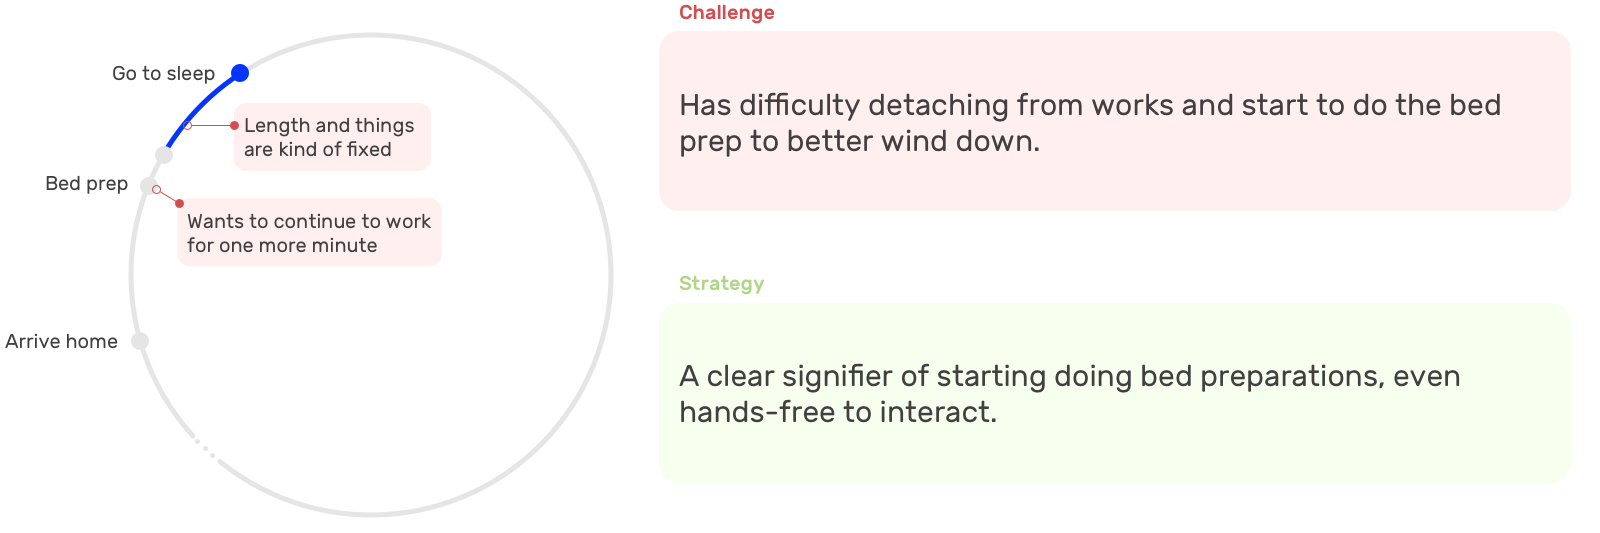 Go to sleep
Length and things
are kind of fixed
Bed prep
Wants to continue to work
for one more minute
Arrive home
Challenge
Has difficulty detaching from works and start to do the bed
prep to better wind down.
Strategy
A clear signifier of starting doing bed preparations, even
hands-free to interact.